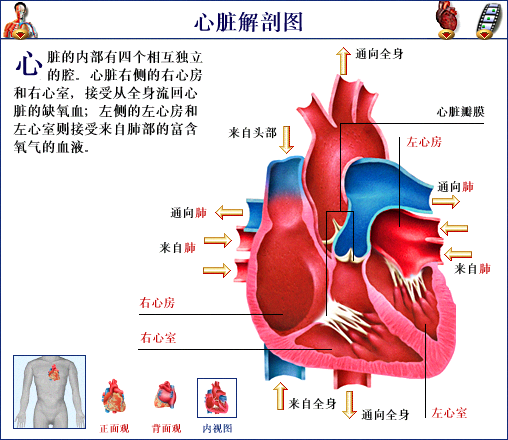 心脏解剖图
心脏的内部有四个相互独立
的腔。心脏右侧的右心房
和右心室，接受从全身流回心
脏的缺氧血；左侧的左心房和
左心室则接受来自肺部的富含
氧气的血液。
通向全身
心脏瓣膜
来自头部
左心房
通向肺
通向肺
来自肺
来自肺
右心房
右心室
来自全身
通向全身
左心室
正面观
背面观
内视图